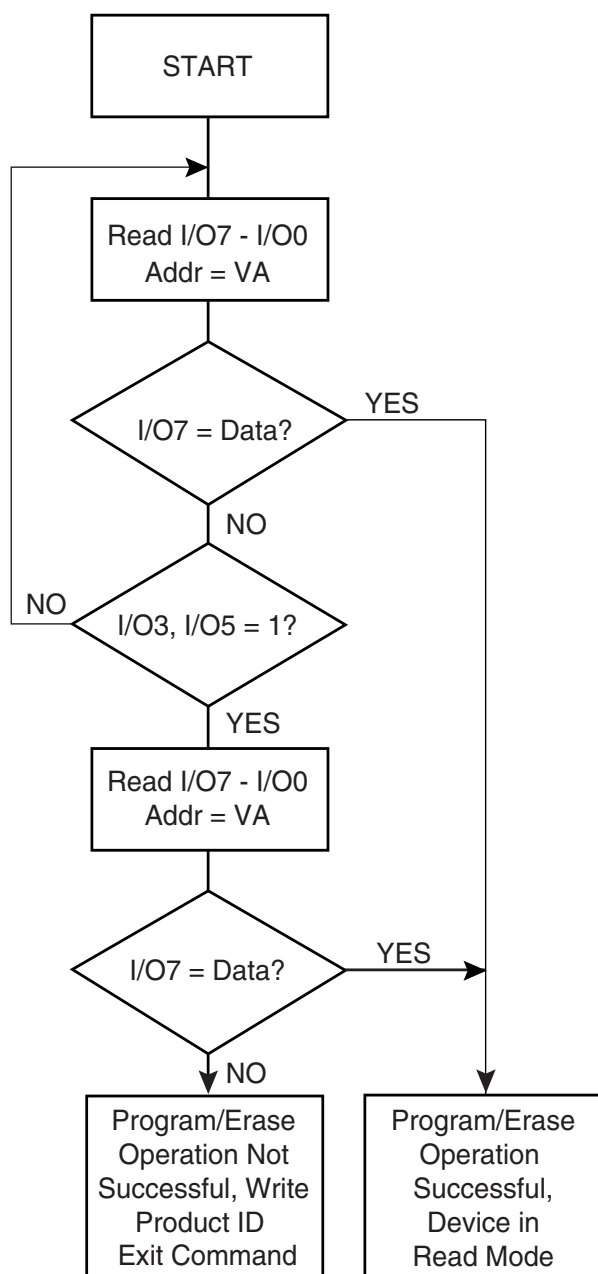 START
Read I/O7 - I/O0
Addr = VA
I/O7 = Data?
YES
NO
I/O3, I/O5 = 1?
NO
YES
Read I/O7 - I/O0
Addr = VA
I/O7 = Data?
YES
NO
Program/Erase
Operation Not
Successful, Write
Product ID
Exit Command
Program/Erase
Operation
Successful,
Device in
Read Mode